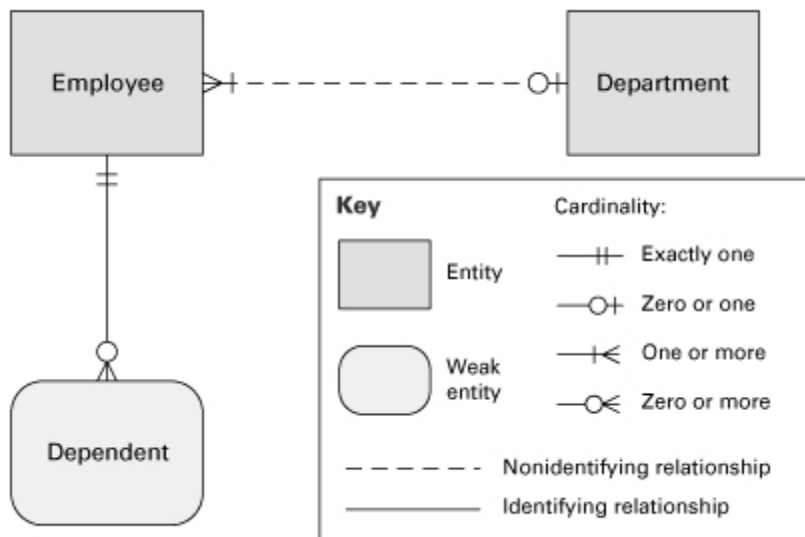 Employee
Department
Dependent
Key
Entity
Weak
entity
Cardinality:
Exactly one
Zero or one
One or more
Zero or more
Nonidentifying relationship
Identifying relationship